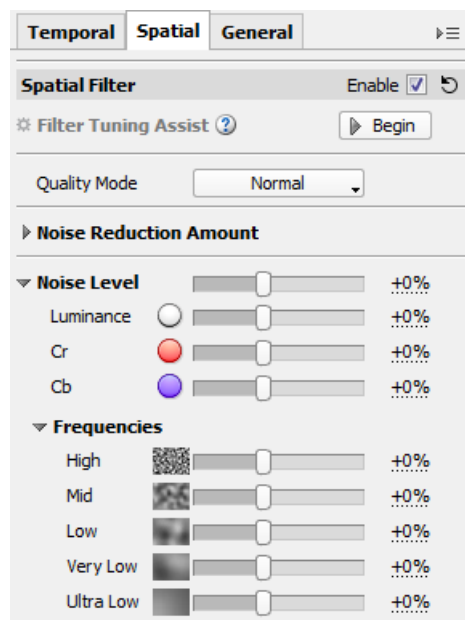 Temporal Spatial General
Spatial Filter Enable
Filter Tuning Assist ? Begin
Quality Mode Normal
Noise Reduction Amount
Noise Level +0%
Luminance +0%
Cr +0%
Cb +0%
Frequencies
High +0%
Mid +0%
Low +0%
Very Low +0%
Ultra Low +0%